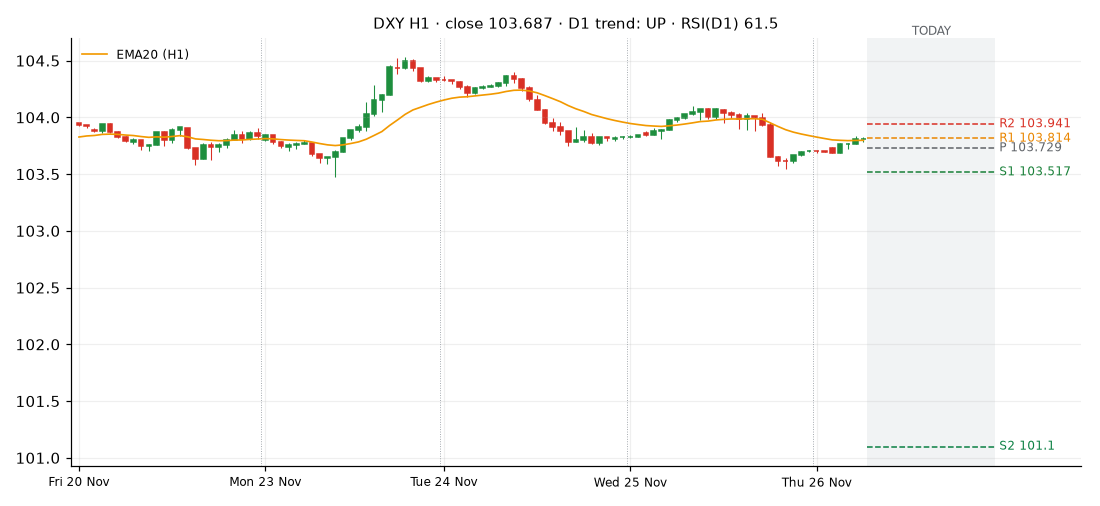 DXY H1 · close 103.687 · D1 trend: UP · RSI(D1) 61.5
TODAY
EMA20 (H1)
104.5
104.0
103.5
103.0
102.5
102.0
101.5
101.0
R2 103.941
R1 103.814
P 103.729
S1 103.517
S2 101.1
Fri 20 Nov
Mon 23 Nov
Tue 24 Nov
Wed 25 Nov
Thu 26 Nov